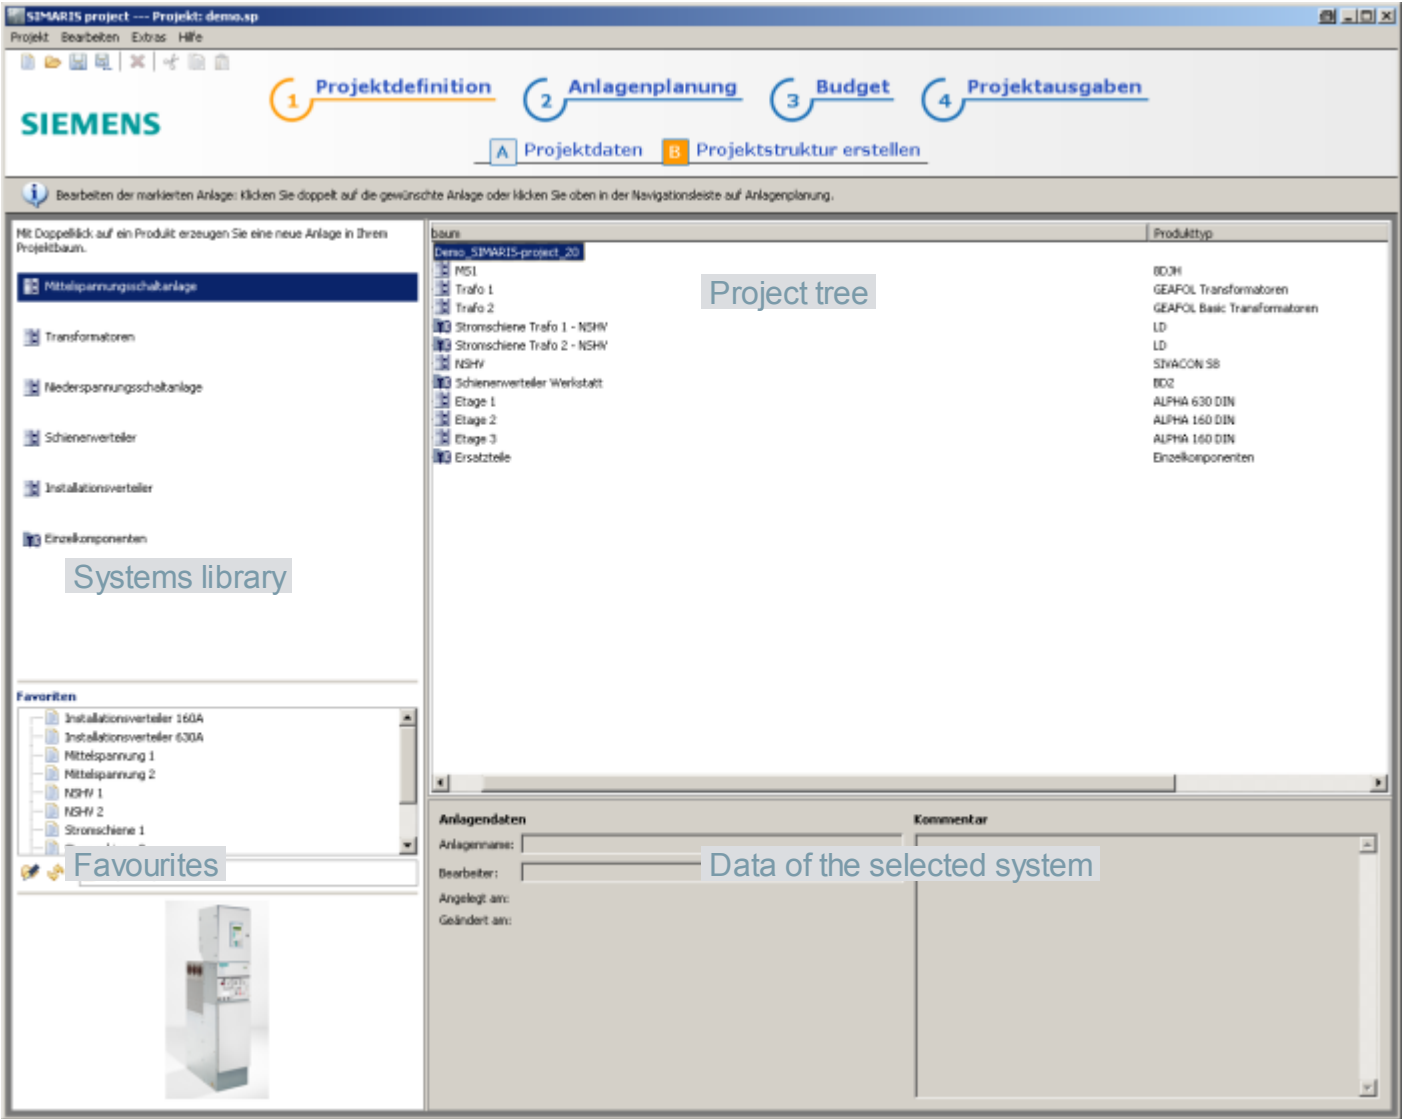 SIMARIS project --- Projekt: demo.sp
Projekt Bearbeiten Extras Hilfe
1 Projektdefinition 2 Anlagenplanung 3 Budget 4 Projektausgaben
SIEMENS
A Projektdaten B Projektstruktur erstellen
Bearbeiten der markierten Anlage: Klicken Sie doppelt auf die gewünschte Anlage oder klicken Sie oben in der Navigationsleiste auf Anlagenplanung.
Mit Doppelklick auf ein Produkt erzeugen Sie eine neue Anlage in Ihrem
Projektbaum.
Mittelspannungsschaltanlage
Transformatoren
Niederspannungsschaltanlage
Schienenverteiler
Installationsverteiler
Einzelkomponenten
Systems library
baum Produkttyp
Demo_SIMARIS-project_20
MS1 8DJH
Trafo 1 GEAFOL Transformatoren
Trafo 2 GEAFOL Basic Transformatoren
Stromschiene Trafo 1 - NSHV LD
Stromschiene Trafo 2 - NSHV LD
NSHV SIVACON S8
Schienenverteiler Werkstatt BD2
Etage 1 ALPHA 630 DIN
Etage 2 ALPHA 160 DIN
Etage 3 ALPHA 160 DIN
Ersatzteile Einzelkomponenten
Project tree
Favoriten
Installationsverteiler 160A
Installationsverteiler 630A
Mittelspannung 1
Mittelspannung 2
NSHV 1
NSHV 2
Stromschiene 1
Favourites
Anlagendaten Kommentar
Anlagenname:
Bearbeiter:
Angelegt am:
Geändert am:
Data of the selected system